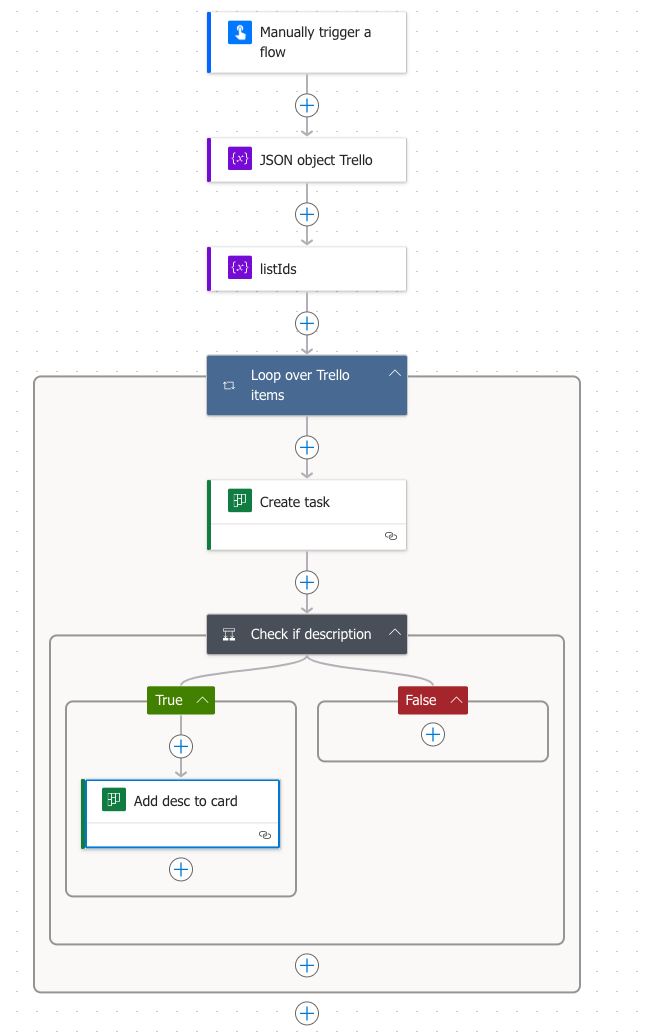 Manually trigger a
flow
{x} JSON object Trello
{x} listIds
Loop over Trello
items
Create task
Check if description
True
False
Add desc to card